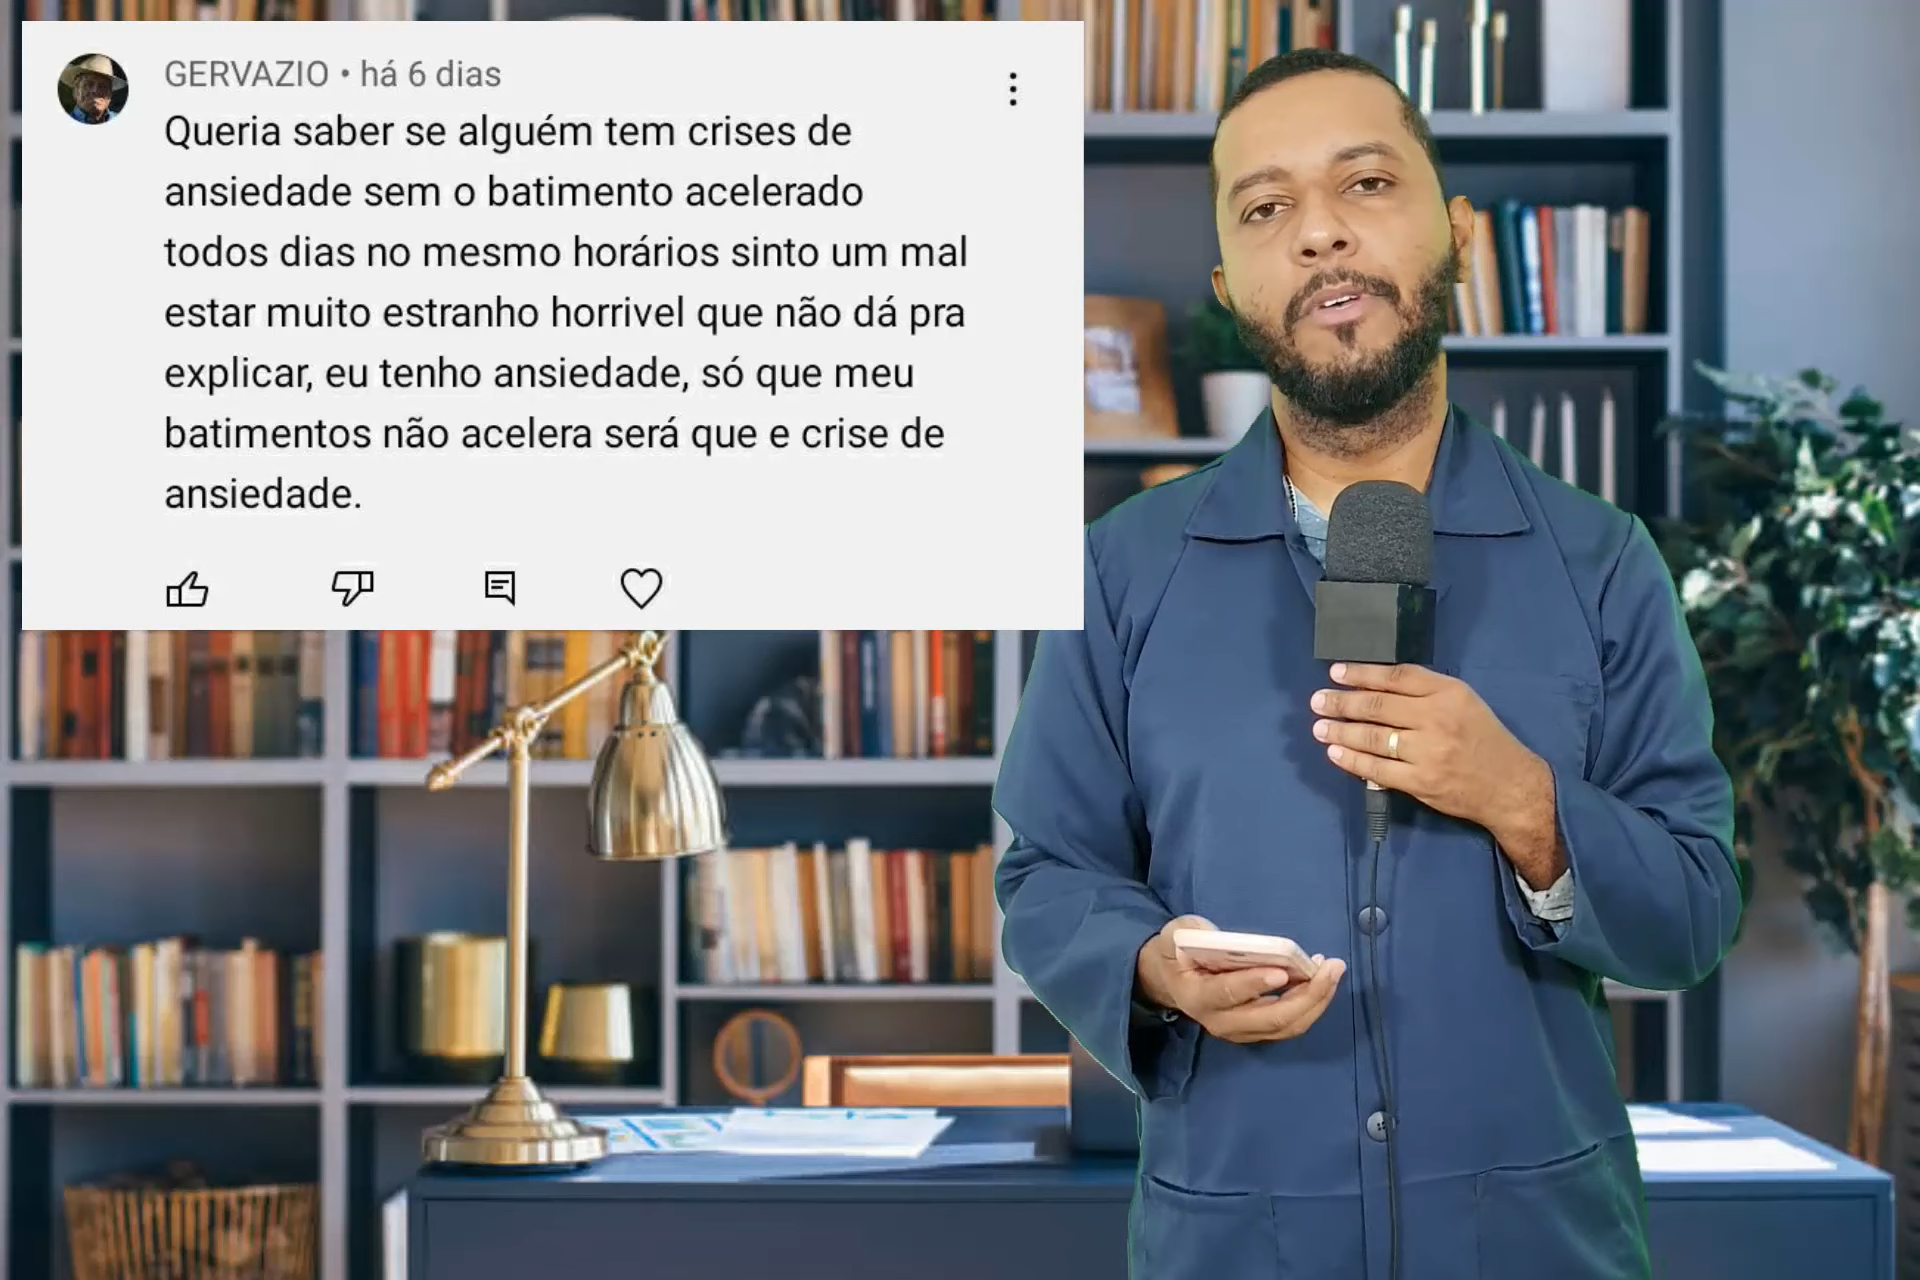 GERVAZIO • há 6 dias
Queria saber se alguém tem crises de
ansiedade sem o batimento acelerado
todos dias no mesmo horários sinto um mal
estar muito estranho horrivel que não dá pra
explicar, eu tenho ansiedade, só que meu
batimentos não acelera será que e crise de
ansiedade.